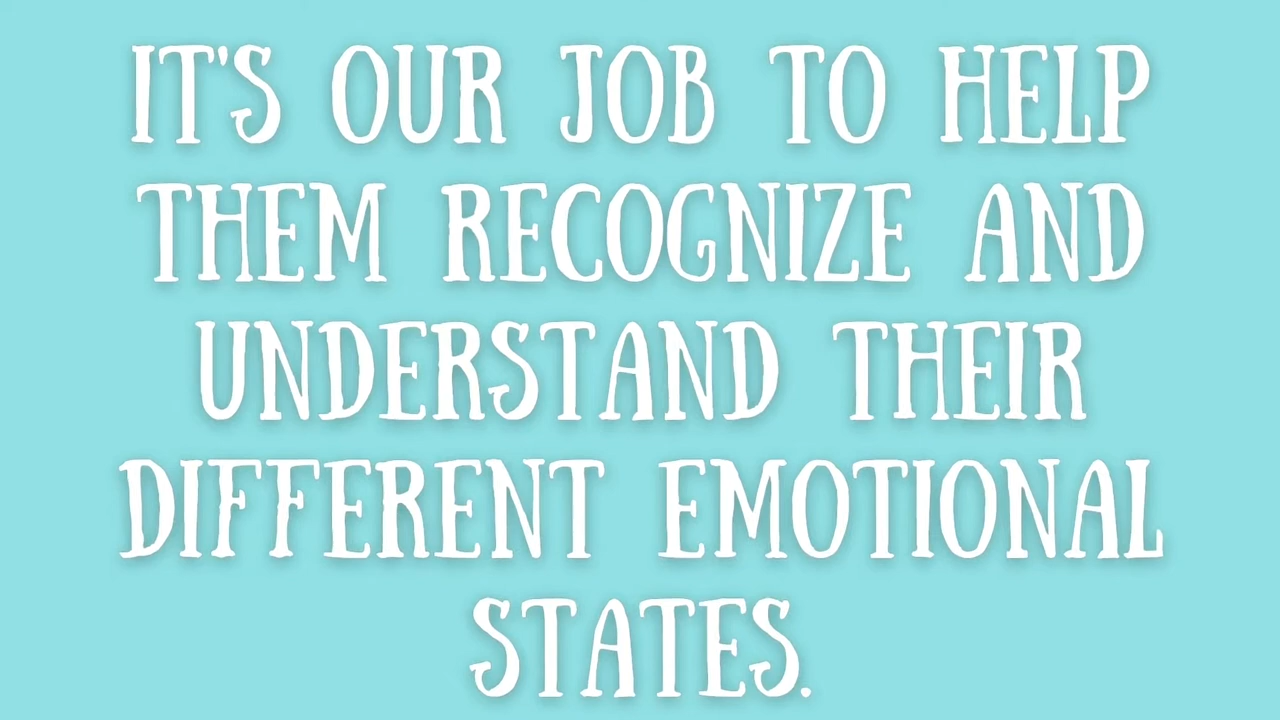 IT'S OUR JOB TO HELP
THEM RECOGNIZE AND
UNDERSTAND THEIR
DIFFERENT EMOTIONAL
STATES.